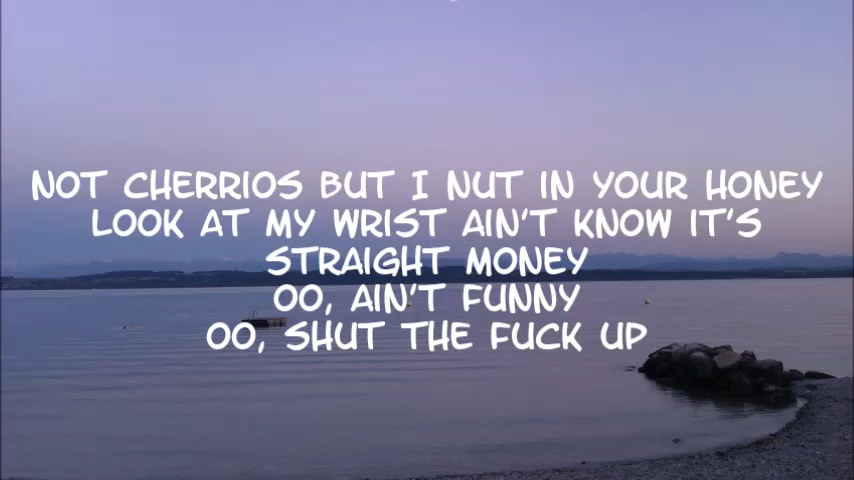 NOT CHERRIOS BUT I NUT IN YOUR HONEY
LOOK AT MY WRIST AIN'T KNOW IT'S
STRAIGHT MONEY
OO, AIN'T FUNNY
OO, SHUT THE FUCK UP